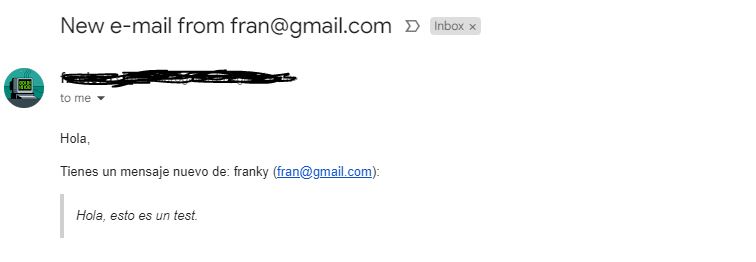 New e-mail from fran@gmail.com Inbox ×
to me
Hola,
Tienes un mensaje nuevo de: franky (fran@gmail.com):
Hola, esto es un test.